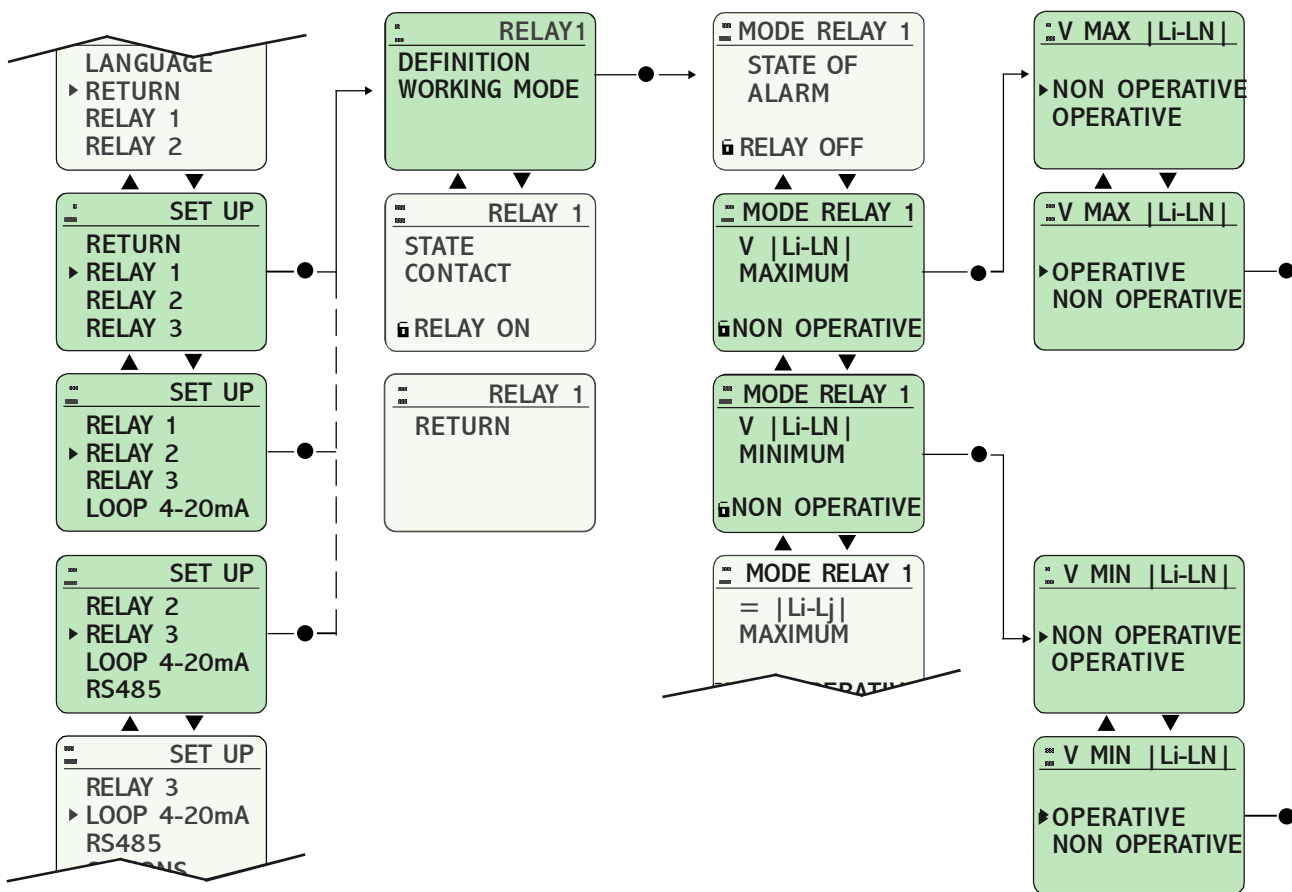 LANGUAGE
RETURN
RELAY 1
RELAY 2
SET UP
RETURN
RELAY 1
RELAY 2
RELAY 3
SET UP
RELAY 1
RELAY 2
RELAY 3
LOOP 4-20mA
SET UP
RELAY 2
RELAY 3
LOOP 4-20mA
RS485
SET UP
RELAY 3
LOOP 4-20mA
RS485
RELAY1
DEFINITION
WORKING MODE
RELAY 1
STATE
CONTACT
RELAY ON
RELAY 1
RETURN
MODE RELAY 1
STATE OF
ALARM
RELAY OFF
MODE RELAY 1
V |Li-LN|
MAXIMUM
NON OPERATIVE
MODE RELAY 1
V |Li-LN|
MINIMUM
NON OPERATIVE
MODE RELAY 1
= |Li-Lj|
MAXIMUM
V MAX |Li-LN|
NON OPERATIVE
OPERATIVE
V MAX |Li-LN|
OPERATIVE
NON OPERATIVE
V MIN |Li-LN|
NON OPERATIVE
OPERATIVE
V MIN |Li-LN|
OPERATIVE
NON OPERATIVE